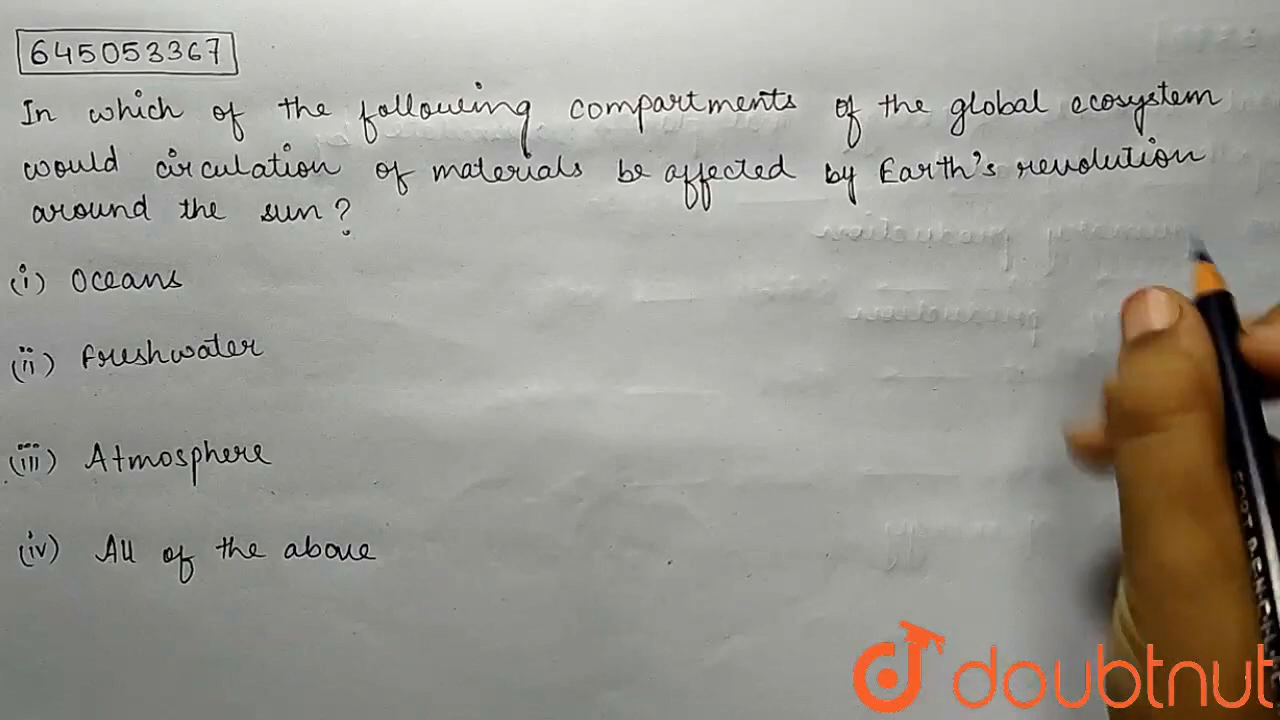 645053367
In which of the following compartments of the global ecosystem
would circulation of materials be affected by Earth's revolution
around the sun?
(i) Oceans
(ii) Freshwater
(iii) Atmosphere
(iv) All of the above
doubtnut